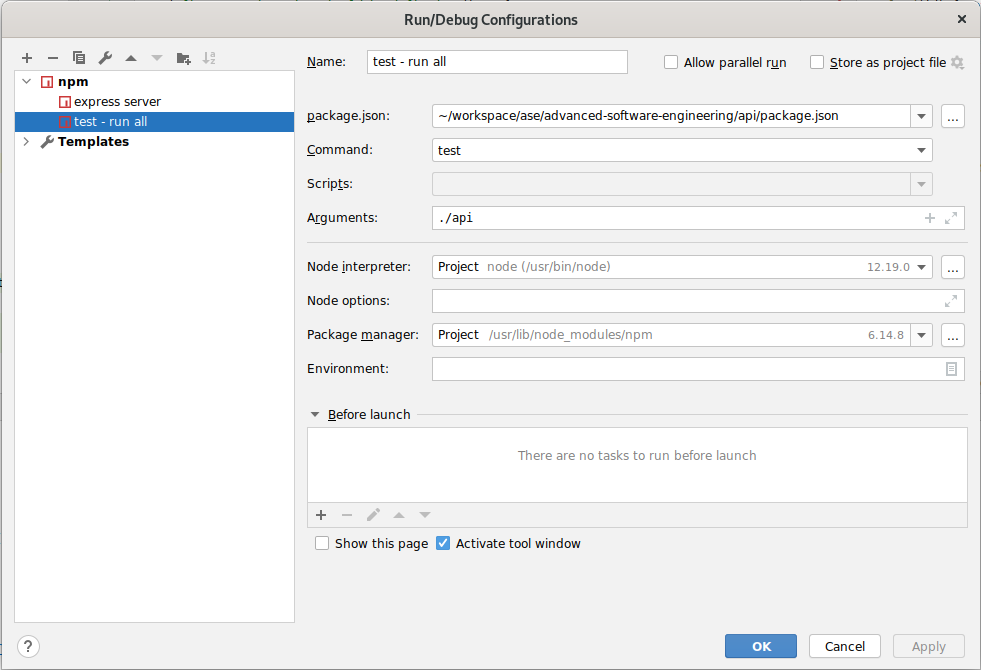 Run/Debug Configurations
Name: test - run all Allow parallel run Store as project file
npm
express server
test - run all
Templates
package.json: ~/workspace/ase/advanced-software-engineering/api/package.json ...
Command: test
Scripts:
Arguments: ./api
Node interpreter: Project node (/usr/bin/node) 12.19.0 ...
Node options:
Package manager: Project /usr/lib/node_modules/npm 6.14.8 ...
Environment:
Before launch
There are no tasks to run before launch
Show this page Activate tool window
? OK Cancel Apply